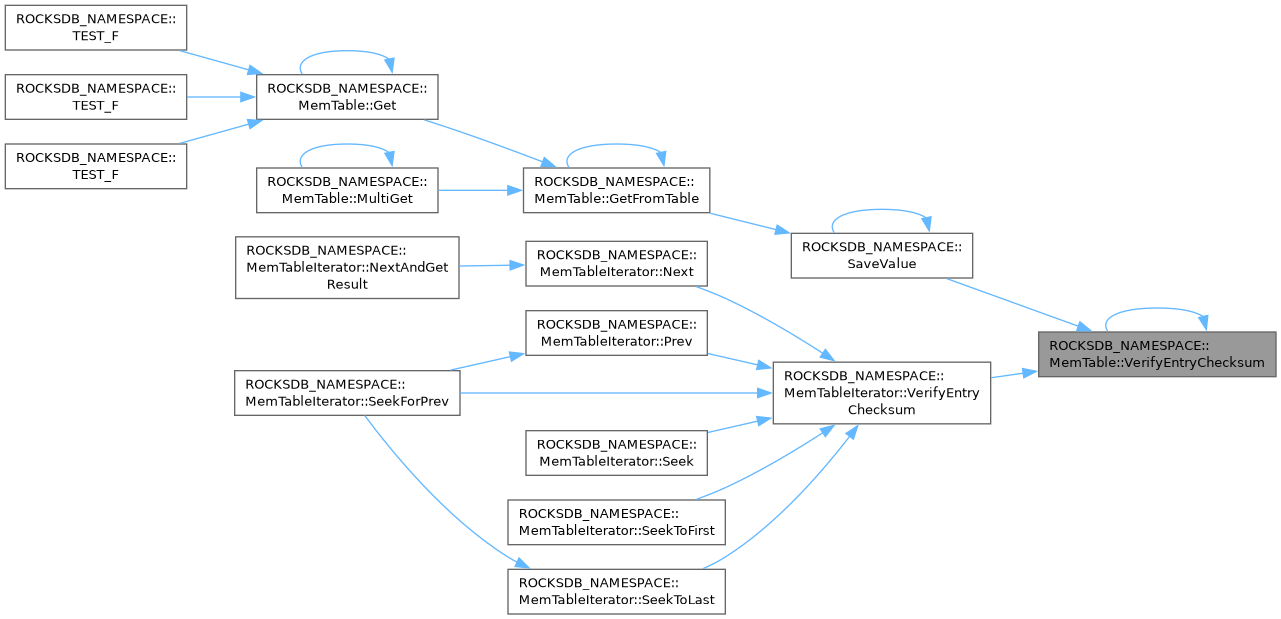 ROCKSDB_NAMESPACE::
TEST_F
ROCKSDB_NAMESPACE::
TEST_F
ROCKSDB_NAMESPACE::
TEST_F
ROCKSDB_NAMESPACE::
MemTable::Get
ROCKSDB_NAMESPACE::
MemTable::MultiGet
ROCKSDB_NAMESPACE::
MemTableIterator::NextAndGet
Result
ROCKSDB_NAMESPACE::
MemTableIterator::SeekForPrev
ROCKSDB_NAMESPACE::
MemTable::GetFromTable
ROCKSDB_NAMESPACE::
MemTableIterator::Next
ROCKSDB_NAMESPACE::
MemTableIterator::Prev
ROCKSDB_NAMESPACE::
MemTableIterator::Seek
ROCKSDB_NAMESPACE::
MemTableIterator::SeekToFirst
ROCKSDB_NAMESPACE::
MemTableIterator::SeekToLast
ROCKSDB_NAMESPACE::
SaveValue
ROCKSDB_NAMESPACE::
MemTableIterator::VerifyEntry
Checksum
ROCKSDB_NAMESPACE::
MemTable::VerifyEntryChecksum